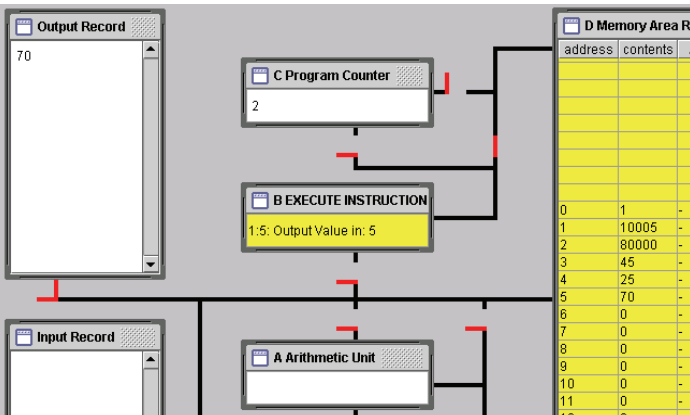 Output Record
70
C Program Counter
2
B EXECUTE INSTRUCTION
1:5: Output Value in: 5
Input Record
A Arithmetic Unit
D Memory Area R
address contents
0 1 -
1 10005 -
2 80000 -
3 45 -
4 25 -
5 70 -
6 0 -
7 0 -
8 0 -
9 0 -
10 0 -
11 0 -